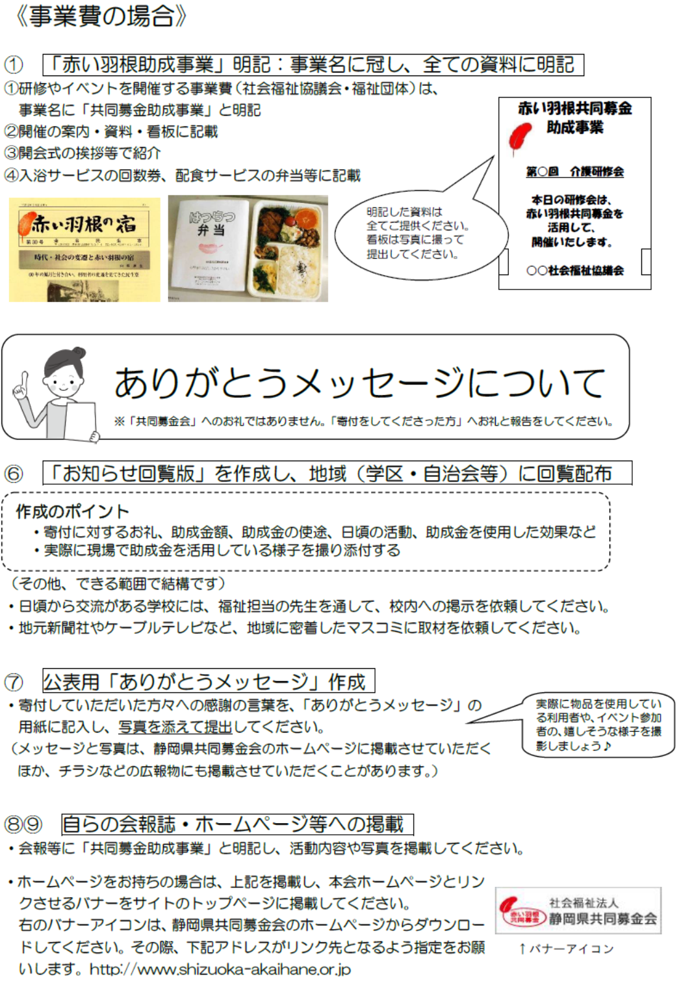 《事業費の場合》
① 「赤い羽根助成事業」明記：事業名に冠し、全ての資料に明記
①研修やイベントを開催する事業費（社会福祉協議会・福祉団体）は、
事業名に「共同募金助成事業」と明記
②開催の案内・資料・看板に記載
③開会式の挨拶等で紹介
④入浴サービスの回数券、配食サービスの弁当等に記載
赤い羽根共同募金
助成事業
第○回 介護研修会
本日の研修会は、
赤い羽根共同募金を
活用して、
開催いたします。
○○社会福祉協議会
明記した資料は
全てご提供ください。
看板は写真に撮って
提出してください。
赤い羽根の宿
第30号
時代・社会の変遷と赤い羽根の宿
はつらつ
弁当
ありがとうメッセージについて
※「共同募金会」へのお礼ではありません。「寄付をしてくださった方」へお礼と報告をしてください。
⑥ 「お知らせ回覧版」を作成し、地域（学区・自治会等）に回覧配布
作成のポイント
・寄付に対するお礼、助成金額、助成金の使途、日頃の活動、助成金を使用した効果など
・実際に現場で助成金を活用している様子を撮り添付する
（その他、できる範囲で結構です）
・日頃から交流がある学校には、福祉担当の先生を通して、校内への掲示を依頼してください。
・地元新聞社やケーブルテレビなど、地域に密着したマスコミに取材を依頼してください。
⑦ 公表用「ありがとうメッセージ」作成
・寄付していただいた方々への感謝の言葉を、「ありがとうメッセージ」の
用紙に記入し、写真を添えて提出してください。
（メッセージと写真は、静岡県共同募金会のホームページに掲載させていただく
ほか、チラシなどの広報物にも掲載させていただくことがあります。）
実際に物品を使用してい
る利用者や、イベント参加
者の、嬉しそうな様子を撮
影しましょう♪
⑧⑨ 自らの会報誌・ホームページ等への掲載
・会報等に「共同募金助成事業」と明記し、活動内容や写真を掲載してください。
・ホームページをお持ちの場合は、上記を掲載し、本会ホームページとリン
クさせるバナーをサイトのトップページに掲載してください。
右のバナーアイコンは、静岡県共同募金会のホームページからダウンロー
ドしてください。その際、下記アドレスがリンク先となるよう指定をお願
いします。http://www.shizuoka-akaihane.or.jp
赤い羽根
共同募金
社会福祉法人
静岡県共同募金会
↑バナーアイコン